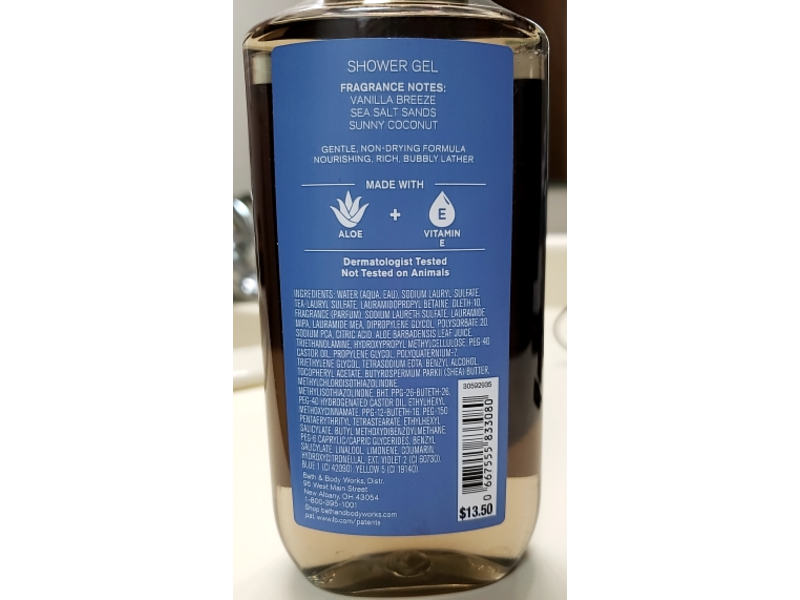 SHOWER GEL
FRAGRANCE NOTES:
VANILLA BREEZE
SEA SALT SANDS
SUNNY COCONUT
GENTLE, NON-DRYING FORMULA
NOURISHING, RICH, BUBBLY LATHER
MADE WITH
ALOE
+
E
VITAMIN
E
Dermatologist Tested
Not Tested on Animals
INGREDIENTS: WATER (AQUA, EAU), SODIUM LAURYL SULFATE,
TEA-LAURYL SULFATE, LAURAMIDOPROPYL BETAINE, OLETH-10,
FRAGRANCE (PARFUM), SODIUM LAURETH SULFATE, LAURAMIDE
MIPA, LAURAMIDE MEA, DIPROPYLENE GLYCOL, POLYSORBATE 20,
SODIUM PCA, CITRIC ACID, ALOE BARBADENSIS LEAF JUICE,
TRIETHANOLAMINE, HYDROXYPROPYL METHYLCELLULOSE, PEG-40
CASTOR OIL, PROPYLENE GLYCOL, POLYQUATERNIUM-7,
TRIETHYLENE GLYCOL, TETRASODIUM EDTA, BENZYL ALCOHOL,
TOCOPHERYL ACETATE, BUTYROSPERMUM PARKII (SHEA) BUTTER,
METHYLCHLOROISOTHIAZOLINONE,
METHYLISOTHIAZOLINONE, BHT, PPG-26-BUTETH-26,
PEG-40 HYDROGENATED CASTOR OIL, ETHYLHEXYL
METHOXYCINNAMATE, PPG-12-BUTETH-16, PEG-150
PENTAERYTHRITYL TETRASTEARATE, ETHYLHEXYL
SALICYLATE, BUTYL METHOXYDIBENZOYLMETHANE,
PEG-6 CAPRYLIC/CAPRIC GLYCERIDES, BENZYL
SALICYLATE, LINALOOL, LIMONENE, COUMARIN,
HYDROXYCITRONELLAL, EXT. VIOLET 2 (CI 60730),
BLUE 1 (CI 42090), YELLOW 5 (CI 19140)
Bath & Body Works, Distr.
95 West Main Street
New Albany, OH 43054
1-800-395-1001
Shop bathandbodyworks.com
pat. www.lb.com/patents
30592935
0 667555 833080
$13.50